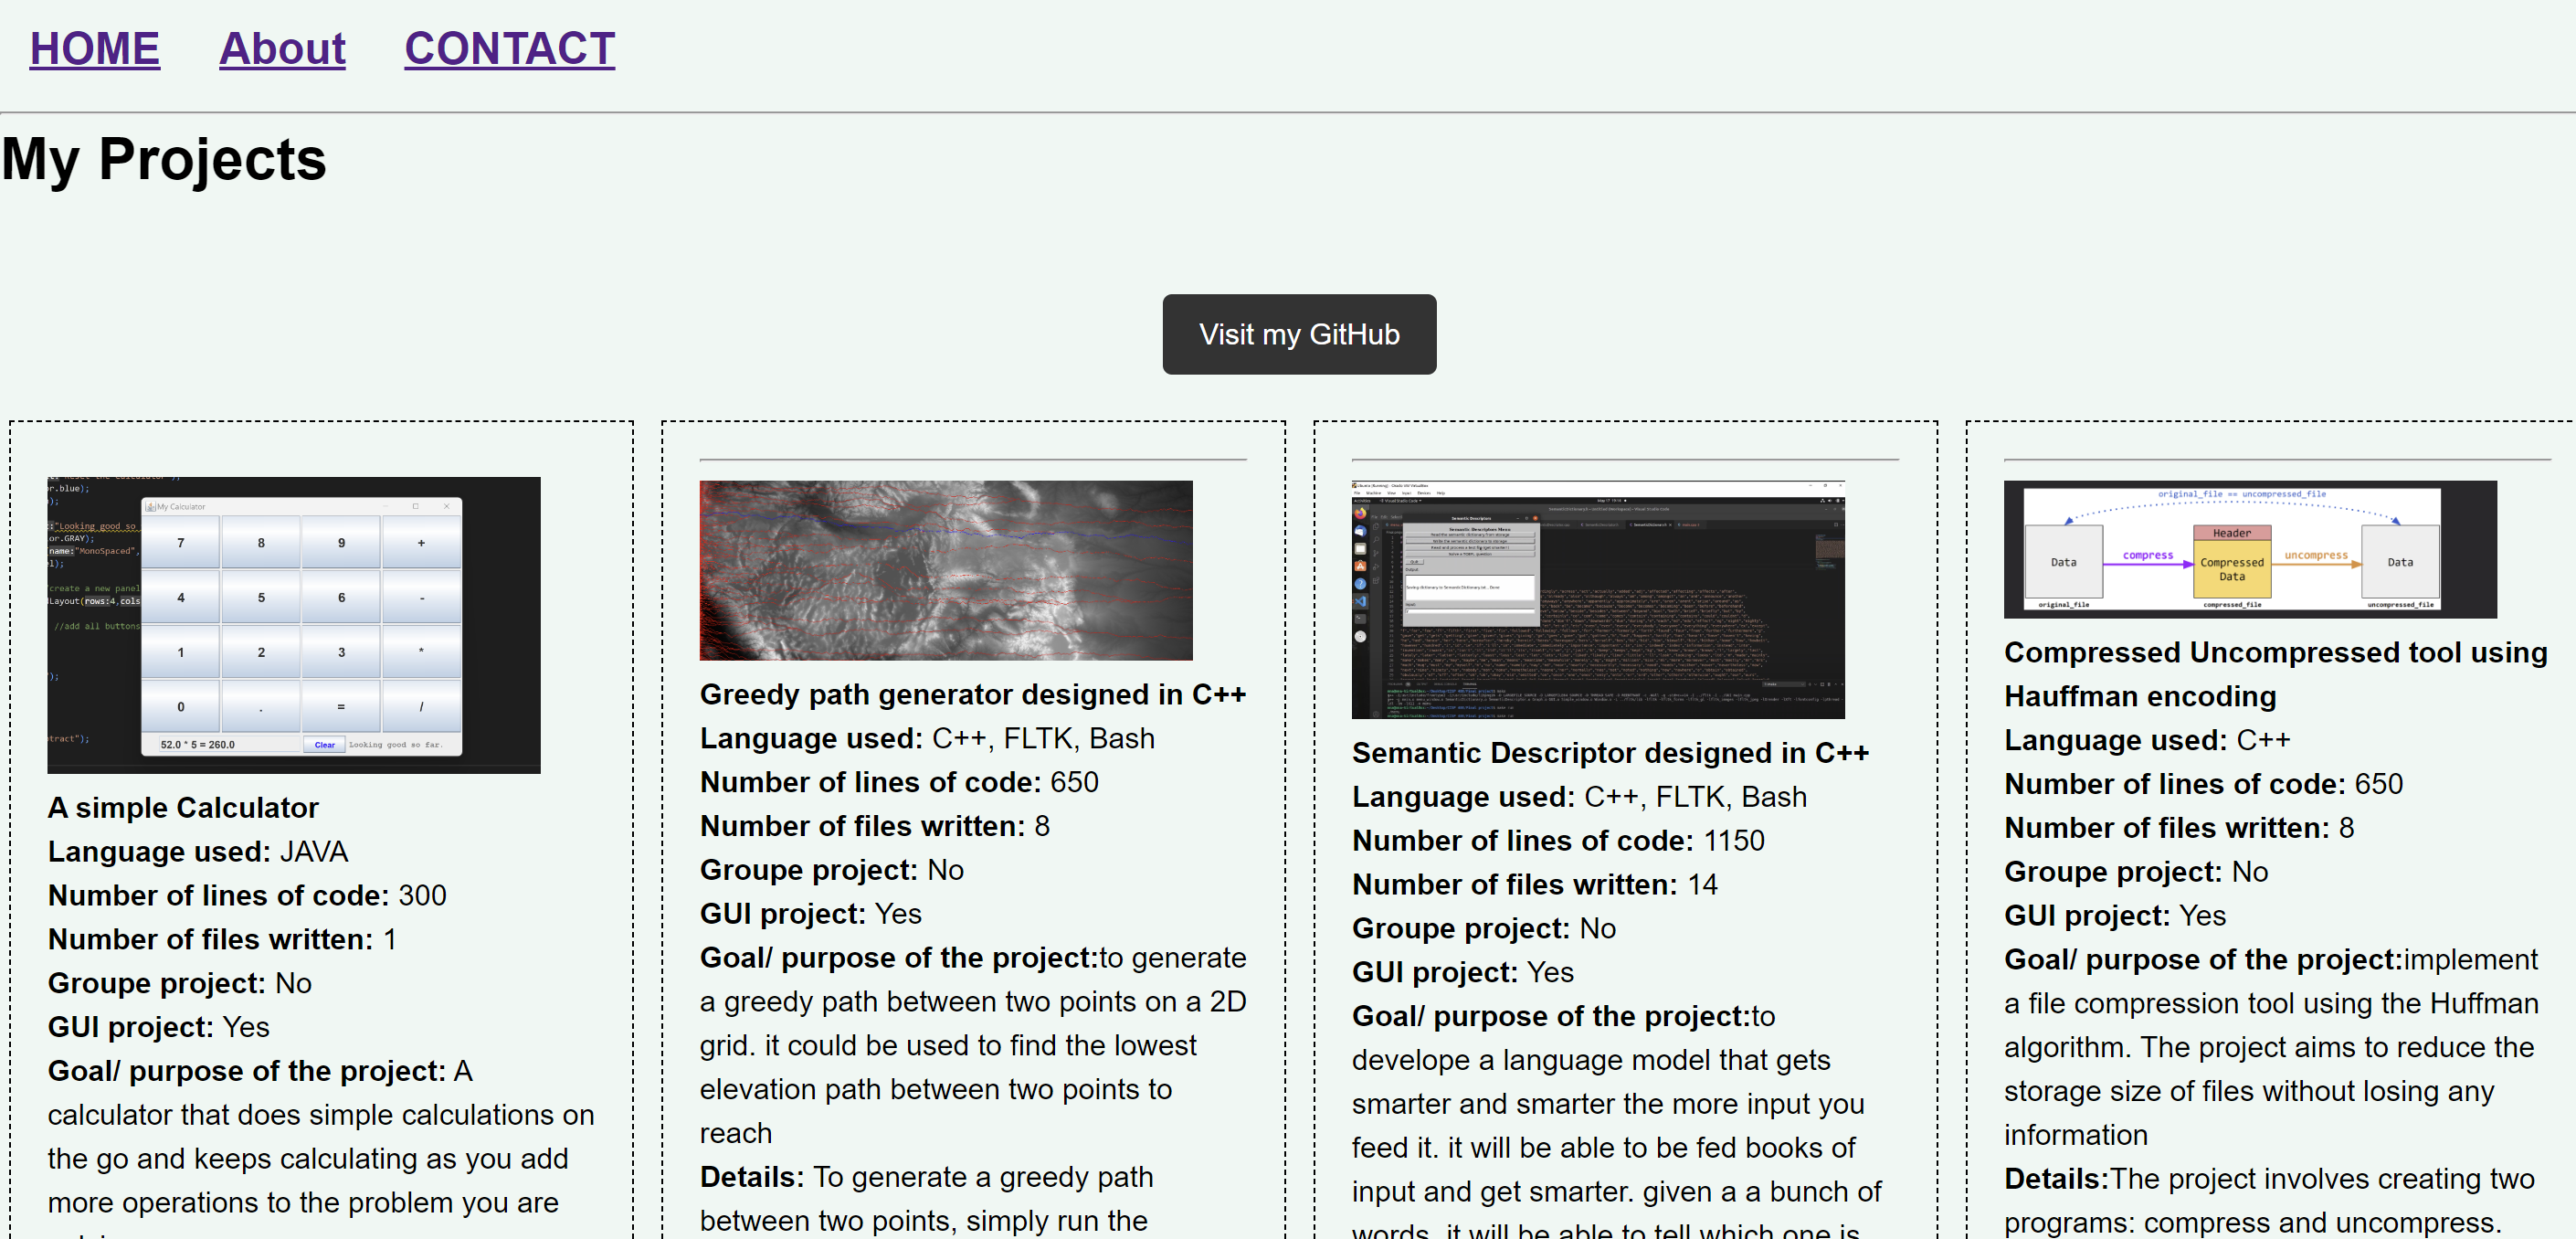 HOME About CONTACT
My Projects
Visit my GitHub
or.blue);
);
"Looking good so
or.GRAY);
name:"MonoSpaced",
l);
create a new panel
Layout(rows:4,cols
//add all buttons
);
tract");
My Calculator
7 8 9 +
4 5 6 -
1 2 3 *
0 . = /
52.0 * 5 = 260.0 Clear Looking good so far.
A simple Calculator
Language used: JAVA
Number of lines of code: 300
Number of files written: 1
Groupe project: No
GUI project: Yes
Goal/ purpose of the project: A
calculator that does simple calculations on
the go and keeps calculating as you add
more operations to the problem you are
Greedy path generator designed in C++
Language used: C++, FLTK, Bash
Number of lines of code: 650
Number of files written: 8
Groupe project: No
GUI project: Yes
Goal/ purpose of the project:to generate
a greedy path between two points on a 2D
grid. it could be used to find the lowest
elevation path between two points to
reach
Details: To generate a greedy path
between two points, simply run the
Semantic Descriptors
Semantic Descriptors Menu
Semantic Descriptor designed in C++
Language used: C++, FLTK, Bash
Number of lines of code: 1150
Number of files written: 14
Groupe project: No
GUI project: Yes
Goal/ purpose of the project:to
develope a language model that gets
smarter and smarter the more input you
feed it. it will be able to be fed books of
input and get smarter. given a a bunch of
words, it will be able to tell which one is
original_file == uncompressed_file
Data compress Header Compressed Data uncompress Data
original_file compressed_file uncompressed_file
Compressed Uncompressed tool using
Hauffman encoding
Language used: C++
Number of lines of code: 650
Number of files written: 8
Groupe project: No
GUI project: Yes
Goal/ purpose of the project:implement
a file compression tool using the Huffman
algorithm. The project aims to reduce the
storage size of files without losing any
information
Details:The project involves creating two
programs: compress and uncompress.